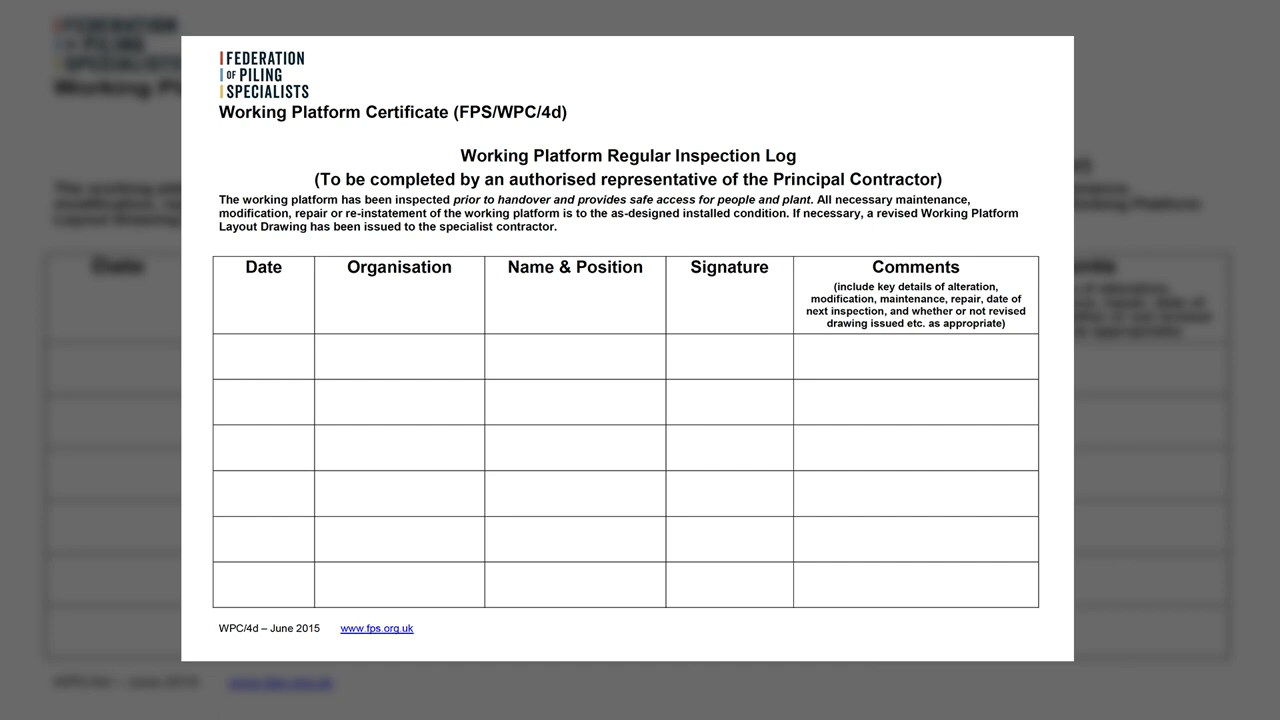 FEDERATION
OF PILING
SPECIALISTS
Working Platform Certificate (FPS/WPC/4d)
Working Platform Regular Inspection Log
(To be completed by an authorised representative of the Principal Contractor)
The working platform has been inspected prior to handover and provides safe access for people and plant. All necessary maintenance,
modification, repair or re-instatement of the working platform is to the as-designed installed condition. If necessary, a revised Working Platform
Layout Drawing has been issued to the specialist contractor.
Date Organisation Name & Position Signature Comments
(include key details of alteration,
modification, maintenance, repair, date of
next inspection, and whether or not revised
drawing issued etc. as appropriate)
WPC/4d – June 2015 www.fps.org.uk